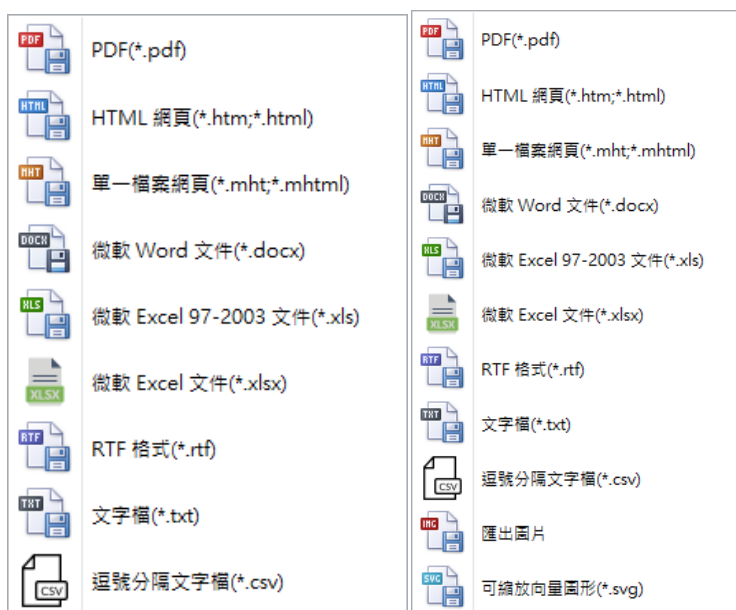 PDF PDF(*.pdf)
HTML HTML 網頁(*.htm;*.html)
MHT 單一檔案網頁(*.mht;*.mhtml)
DOCX 微軟 Word 文件(*.docx)
XLS 微軟 Excel 97-2003 文件(*.xls)
XLSX 微軟 Excel 文件(*.xlsx)
RTF RTF 格式(*.rtf)
TXT 文字檔(*.txt)
CSV 逗號分隔文字檔(*.csv)
PDF PDF(*.pdf)
HTML HTML 網頁(*.htm;*.html)
MHT 單一檔案網頁(*.mht;*.mhtml)
DOCX 微軟 Word 文件(*.docx)
XLS 微軟 Excel 97-2003 文件(*.xls)
XLSX 微軟 Excel 文件(*.xlsx)
RTF RTF 格式(*.rtf)
TXT 文字檔(*.txt)
CSV 逗號分隔文字檔(*.csv)
IMG 匯出圖片
SVG 可縮放向量圖形(*.svg)